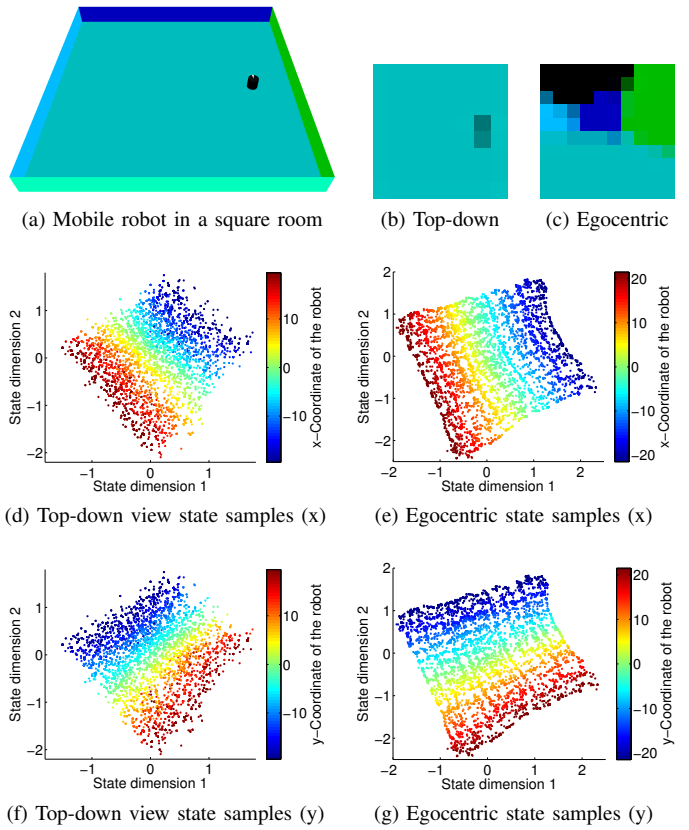 (a) Mobile robot in a square room
(b) Top-down
(c) Egocentric
State dimension 2
1
0
−1
−2
−1
0
1
State dimension 1
10
0
−10
x−Coordinate of the robot
(d) Top-down view state samples (x)
State dimension 2
2
1
0
−1
−2
−2
−1
0
1
2
State dimension 1
20
10
0
−10
−20
x−Coordinate of the robot
(e) Egocentric state samples (x)
State dimension 2
1
0
−1
−2
−1
0
1
State dimension 1
10
0
−10
y−Coordinate of the robot
(f) Top-down view state samples (y)
State dimension 2
2
1
0
−1
−2
−2
−1
0
1
2
State dimension 1
20
10
0
−10
−20
y−Coordinate of the robot
(g) Egocentric state samples (y)